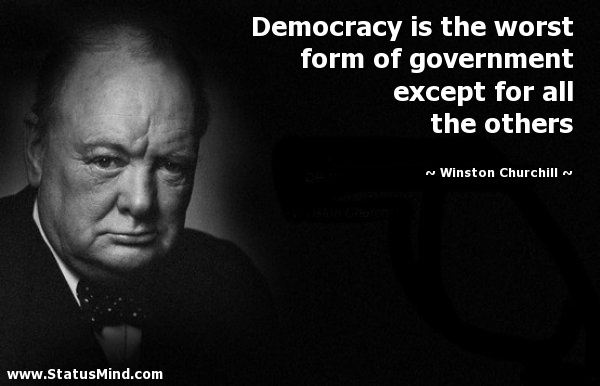 Democracy is the worst
form of government
except for all
the others
~ Winston Churchill ~
www.StatusMind.com